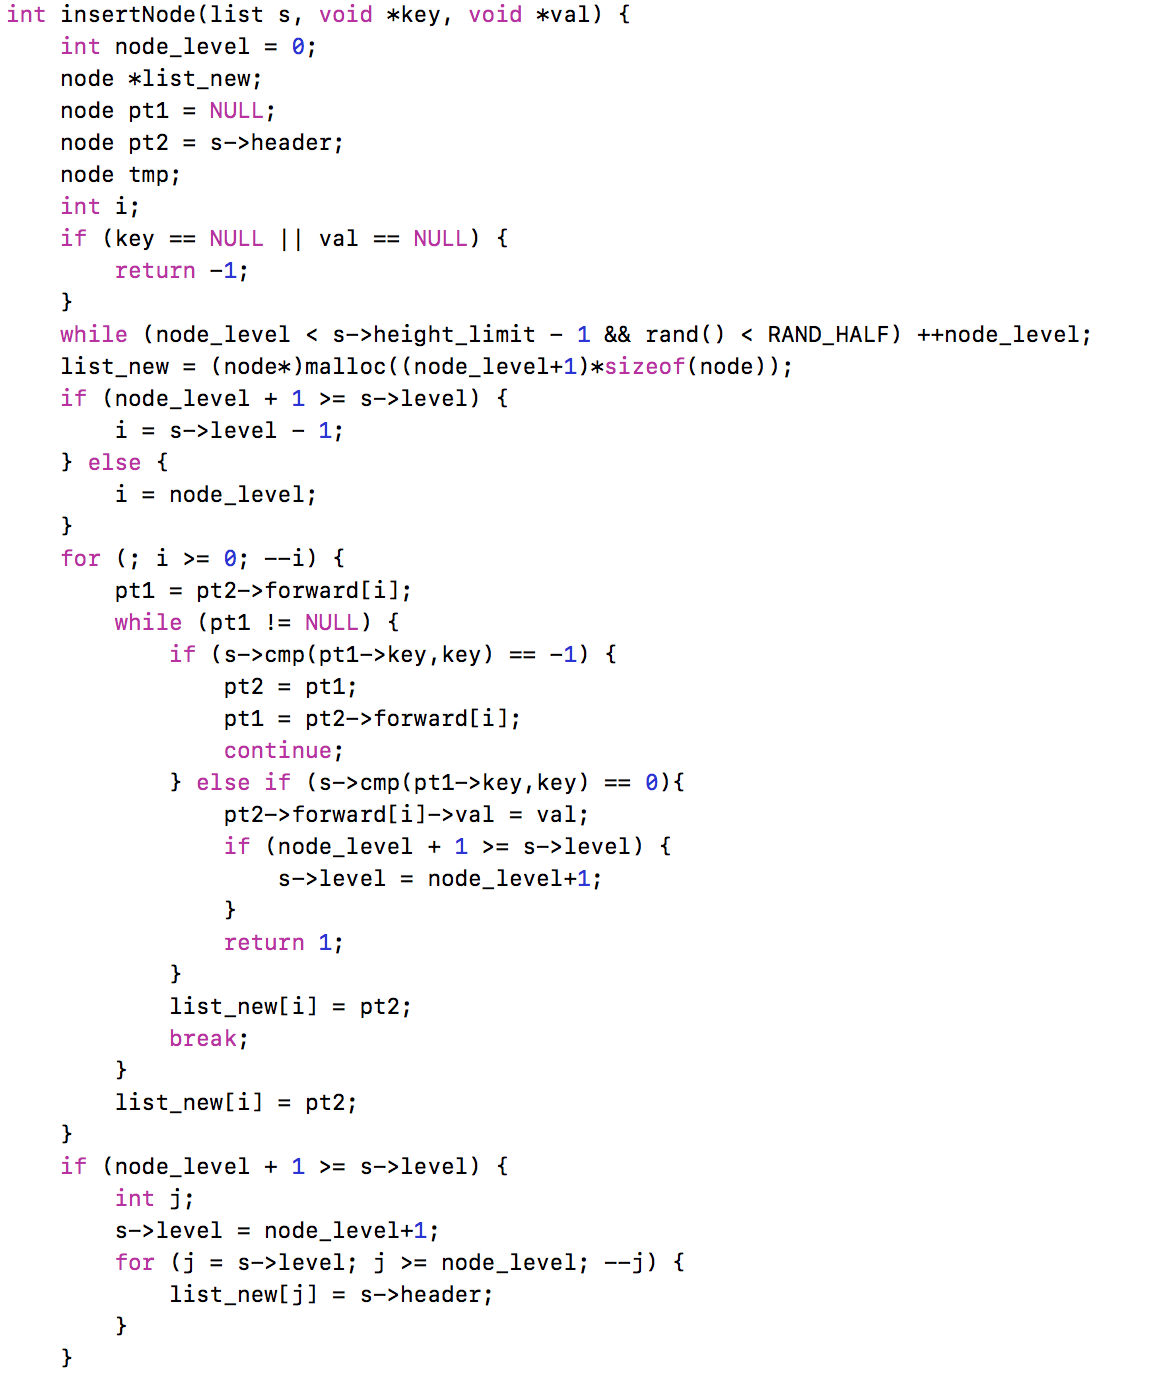 int insertNode(list s, void *key, void *val) {
    int node_level = 0;
    node *list_new;
    node pt1 = NULL;
    node pt2 = s->header;
    node tmp;
    int i;
    if (key == NULL || val == NULL) {
        return -1;
    }
    while (node_level < s->height_limit - 1 && rand() < RAND_HALF) ++node_level;
    list_new = (node*)malloc((node_level+1)*sizeof(node));
    if (node_level + 1 >= s->level) {
        i = s->level - 1;
    } else {
        i = node_level;
    }
    for (; i >= 0; --i) {
        pt1 = pt2->forward[i];
        while (pt1 != NULL) {
            if (s->cmp(pt1->key,key) == -1) {
                pt2 = pt1;
                pt1 = pt2->forward[i];
                continue;
            } else if (s->cmp(pt1->key,key) == 0){
                pt2->forward[i]->val = val;
                if (node_level + 1 >= s->level) {
                    s->level = node_level+1;
                }
                return 1;
            }
            list_new[i] = pt2;
            break;
        }
        list_new[i] = pt2;
    }
    if (node_level + 1 >= s->level) {
        int j;
        s->level = node_level+1;
        for (j = s->level; j >= node_level; --j) {
            list_new[j] = s->header;
        }
    }